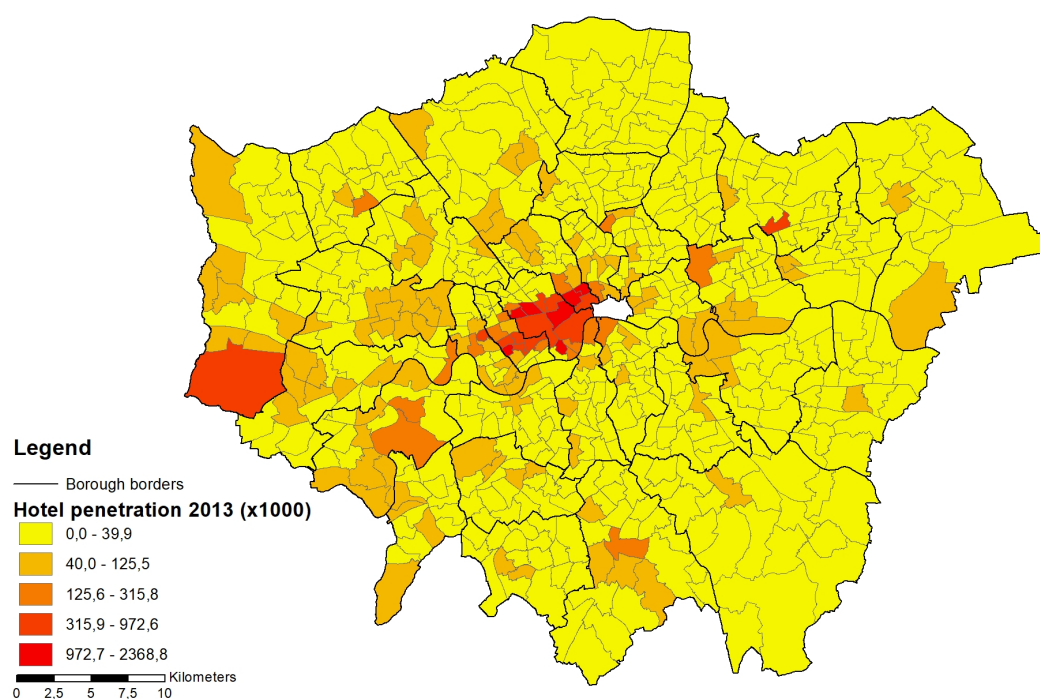 Legend
Borough borders
Hotel penetration 2013 (x1000)
0,0 - 39,9
40,0 - 125,5
125,6 - 315,8
315,9 - 972,6
972,7 - 2368,8
Kilometers
0 2,5 5 7,5 10